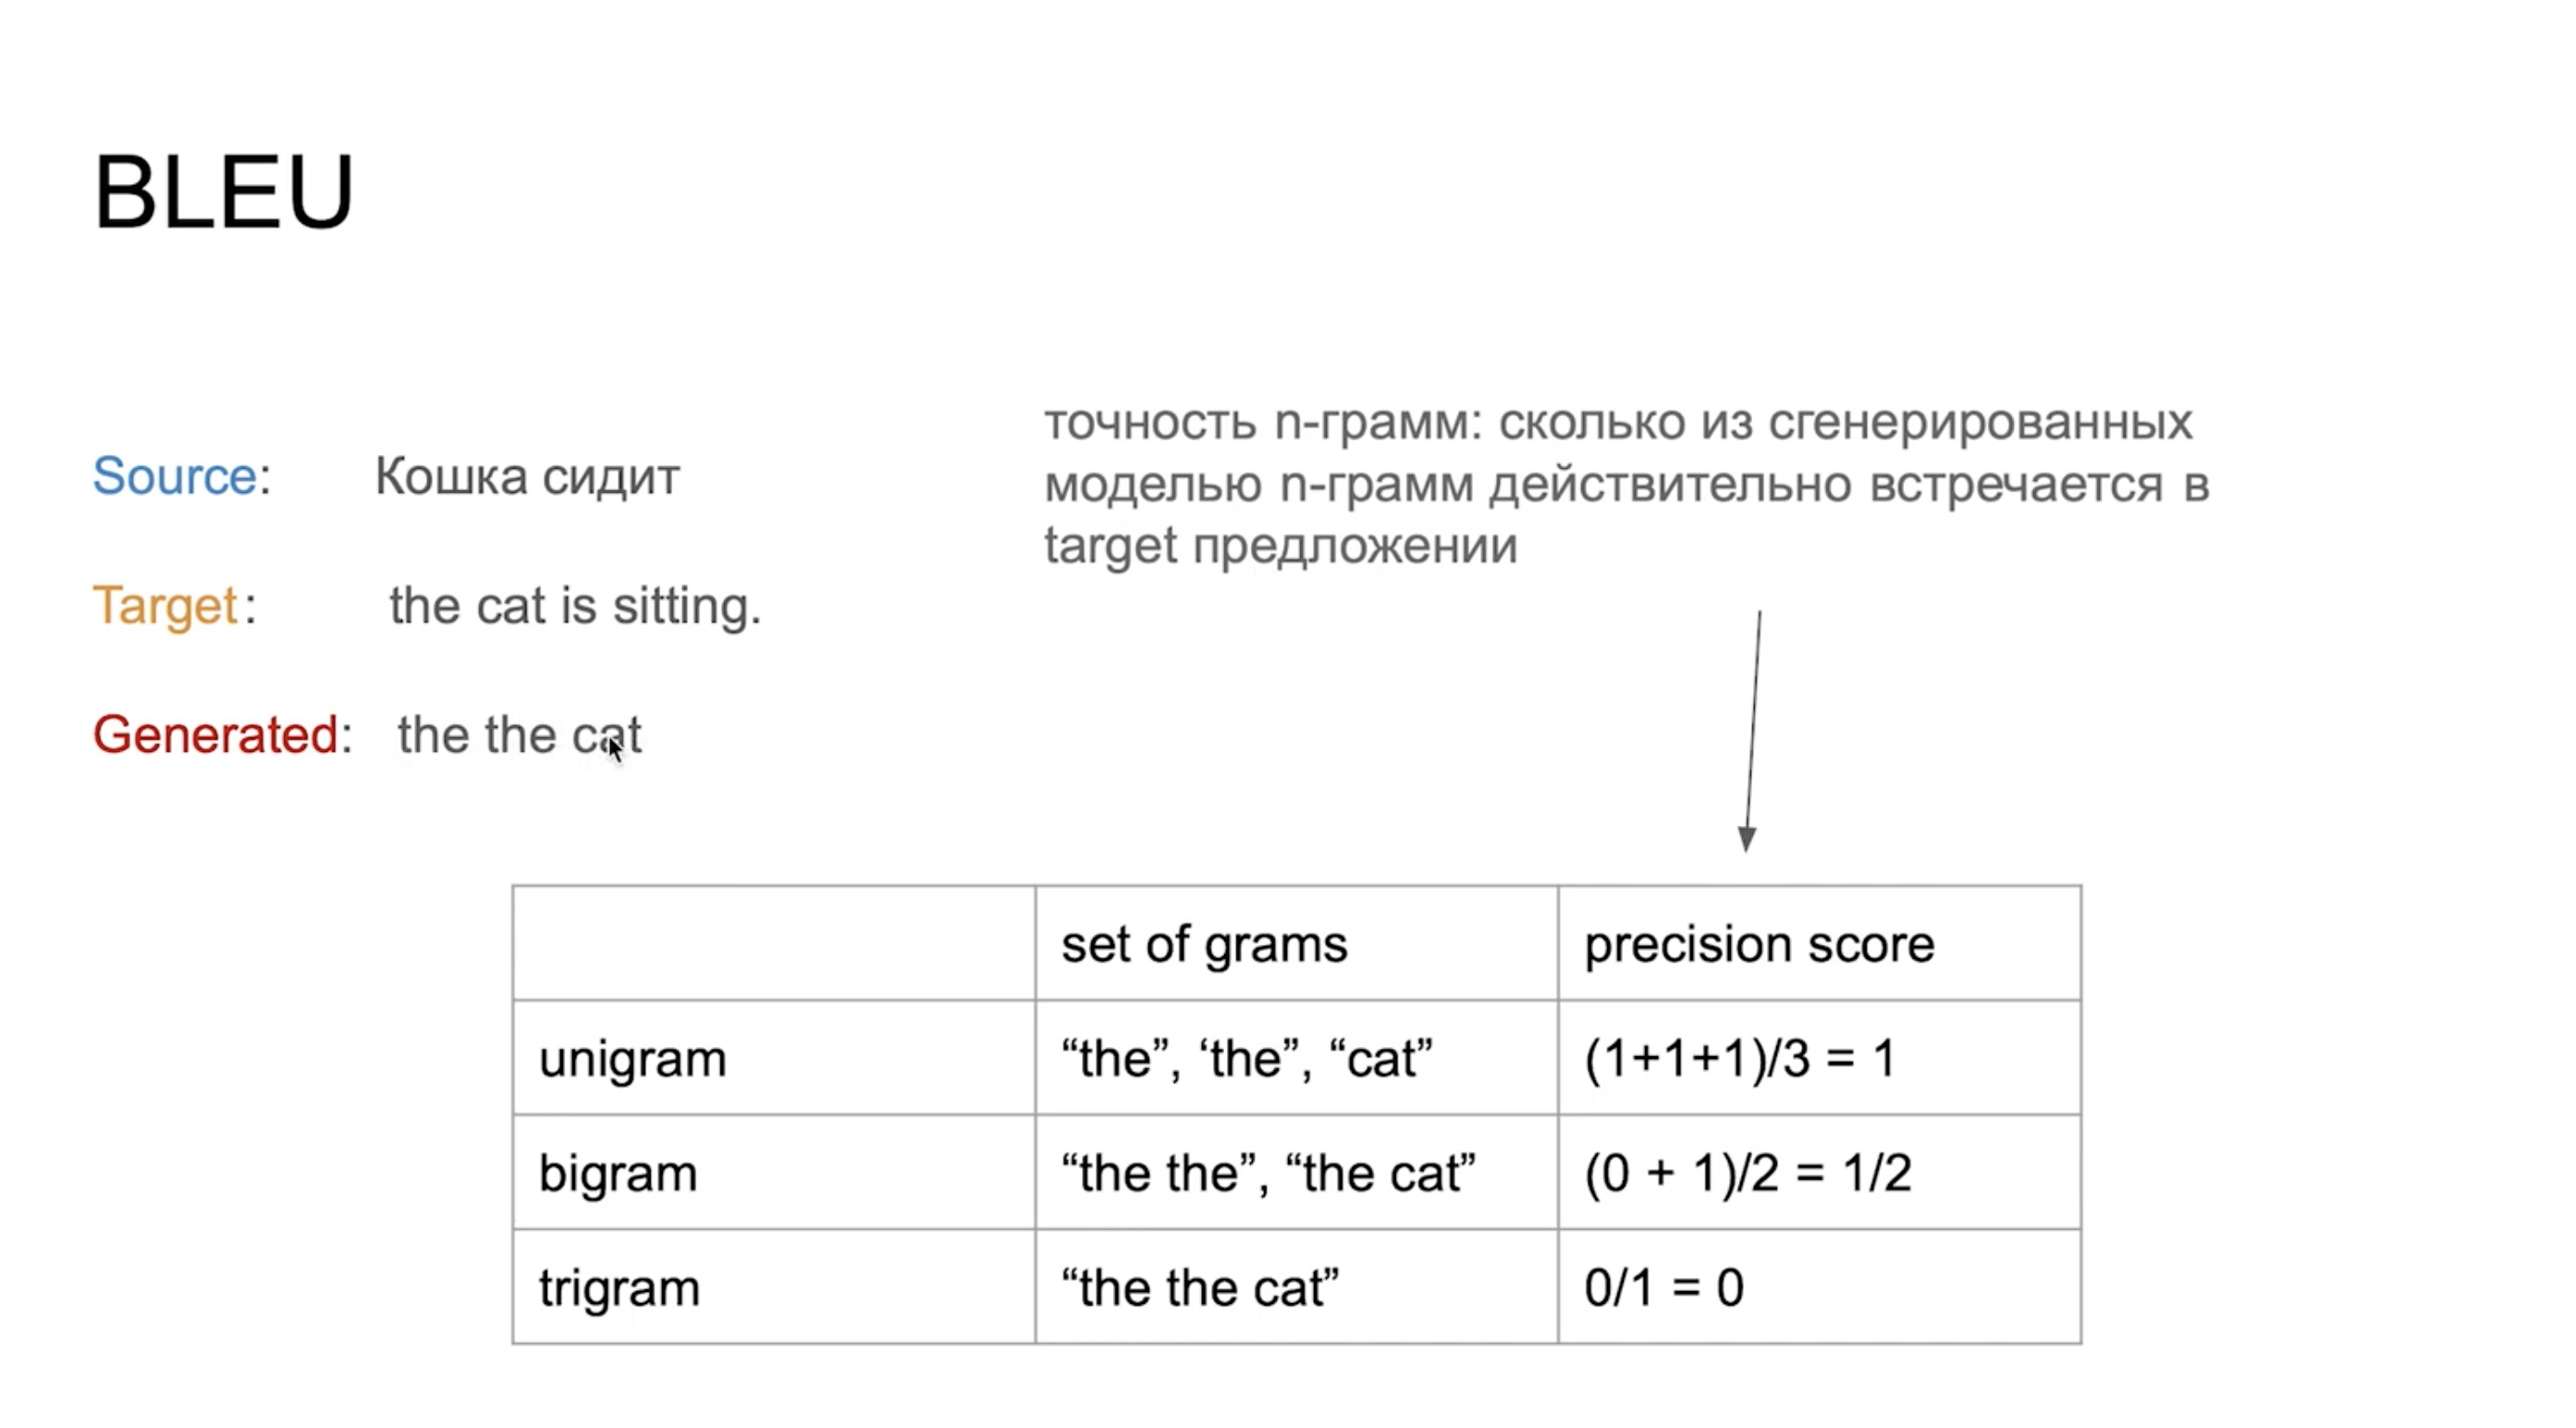 BLEU
Source: Кошка сидит
Target: the cat is sitting.
Generated: the the cat
точность n-грамм: сколько из сгенерированных
моделью n-грамм действительно встречается в
target предложении
set of grams precision score
unigram “the”, ‘the”, “cat” (1+1+1)/3 = 1
bigram “the the”, “the cat” (0 + 1)/2 = 1/2
trigram “the the cat” 0/1 = 0